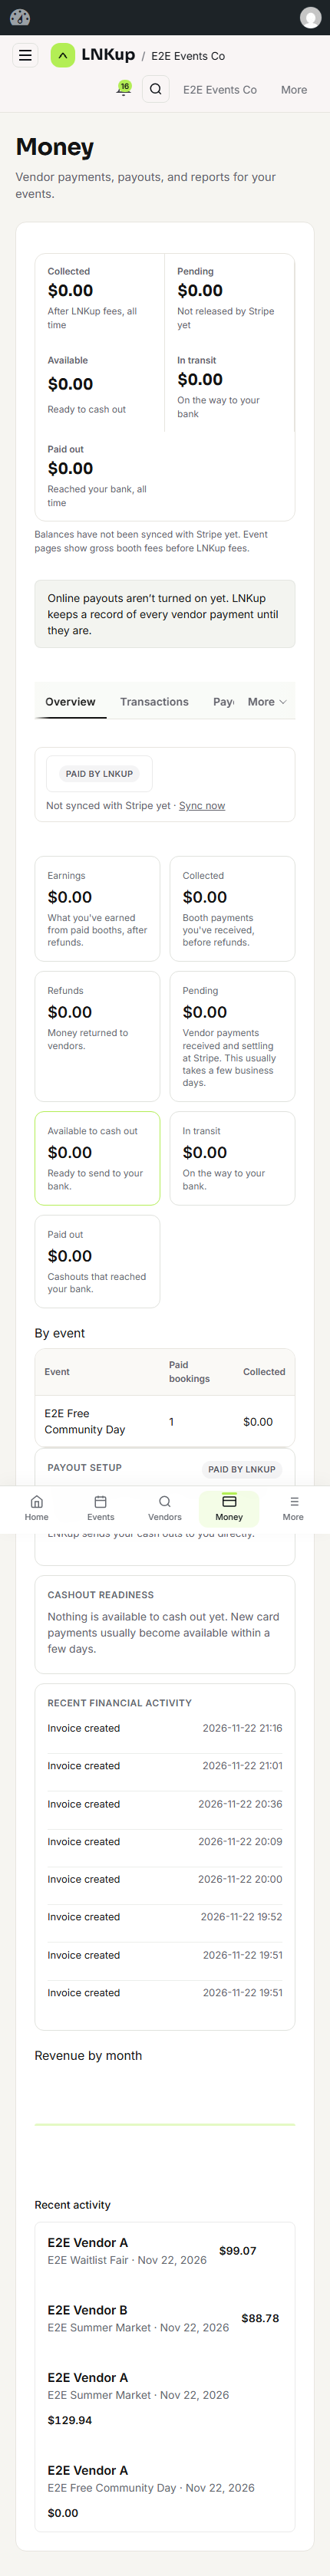 LNKup / E2E Events Co
16
E2E Events Co
More
Money
Vendor payments, payouts, and reports for your
events.
Collected
$0.00
After LNKup fees, all
time
Pending
$0.00
Not released by Stripe
yet
Available
$0.00
Ready to cash out
In transit
$0.00
On the way to your
bank
Paid out
$0.00
Reached your bank, all
time
Balances have not been synced with Stripe yet. Event
pages show gross booth fees before LNKup fees.
Online payouts aren't turned on yet. LNKup
keeps a record of every vendor payment until
they are.
Overview
Transactions
More
PAID BY LNKUP
Not synced with Stripe yet · Sync now
Earnings
$0.00
What you've earned
from paid booths, after
refunds.
Collected
$0.00
Booth payments
you've received,
before refunds.
Refunds
$0.00
Money returned to
vendors.
Pending
$0.00
Vendor payments
received and settling
at Stripe. This usually
takes a few business
days.
Available to cash out
$0.00
Ready to send to your
bank.
In transit
$0.00
On the way to your
bank.
Paid out
$0.00
Cashouts that reached
your bank.
By event
Event
Paid
bookings
Collected
E2E Free
Community Day
1
$0.00
PAYOUT SETUP
PAID BY LNKUP
Home
Events
Vendors
Money
More
LNKup sends your cash outs to you directly.
CASHOUT READINESS
Nothing is available to cash out yet. New card
payments usually become available within a
few days.
RECENT FINANCIAL ACTIVITY
Invoice created 2026-11-22 21:16
Invoice created 2026-11-22 21:01
Invoice created 2026-11-22 20:36
Invoice created 2026-11-22 20:09
Invoice created 2026-11-22 20:00
Invoice created 2026-11-22 19:52
Invoice created 2026-11-22 19:51
Invoice created 2026-11-22 19:51
Revenue by month
Recent activity
E2E Vendor A
E2E Waitlist Fair · Nov 22, 2026
$99.07
E2E Vendor B
E2E Summer Market · Nov 22, 2026
$88.78
E2E Vendor A
E2E Summer Market · Nov 22, 2026
$129.94
E2E Vendor A
E2E Free Community Day · Nov 22, 2026
$0.00